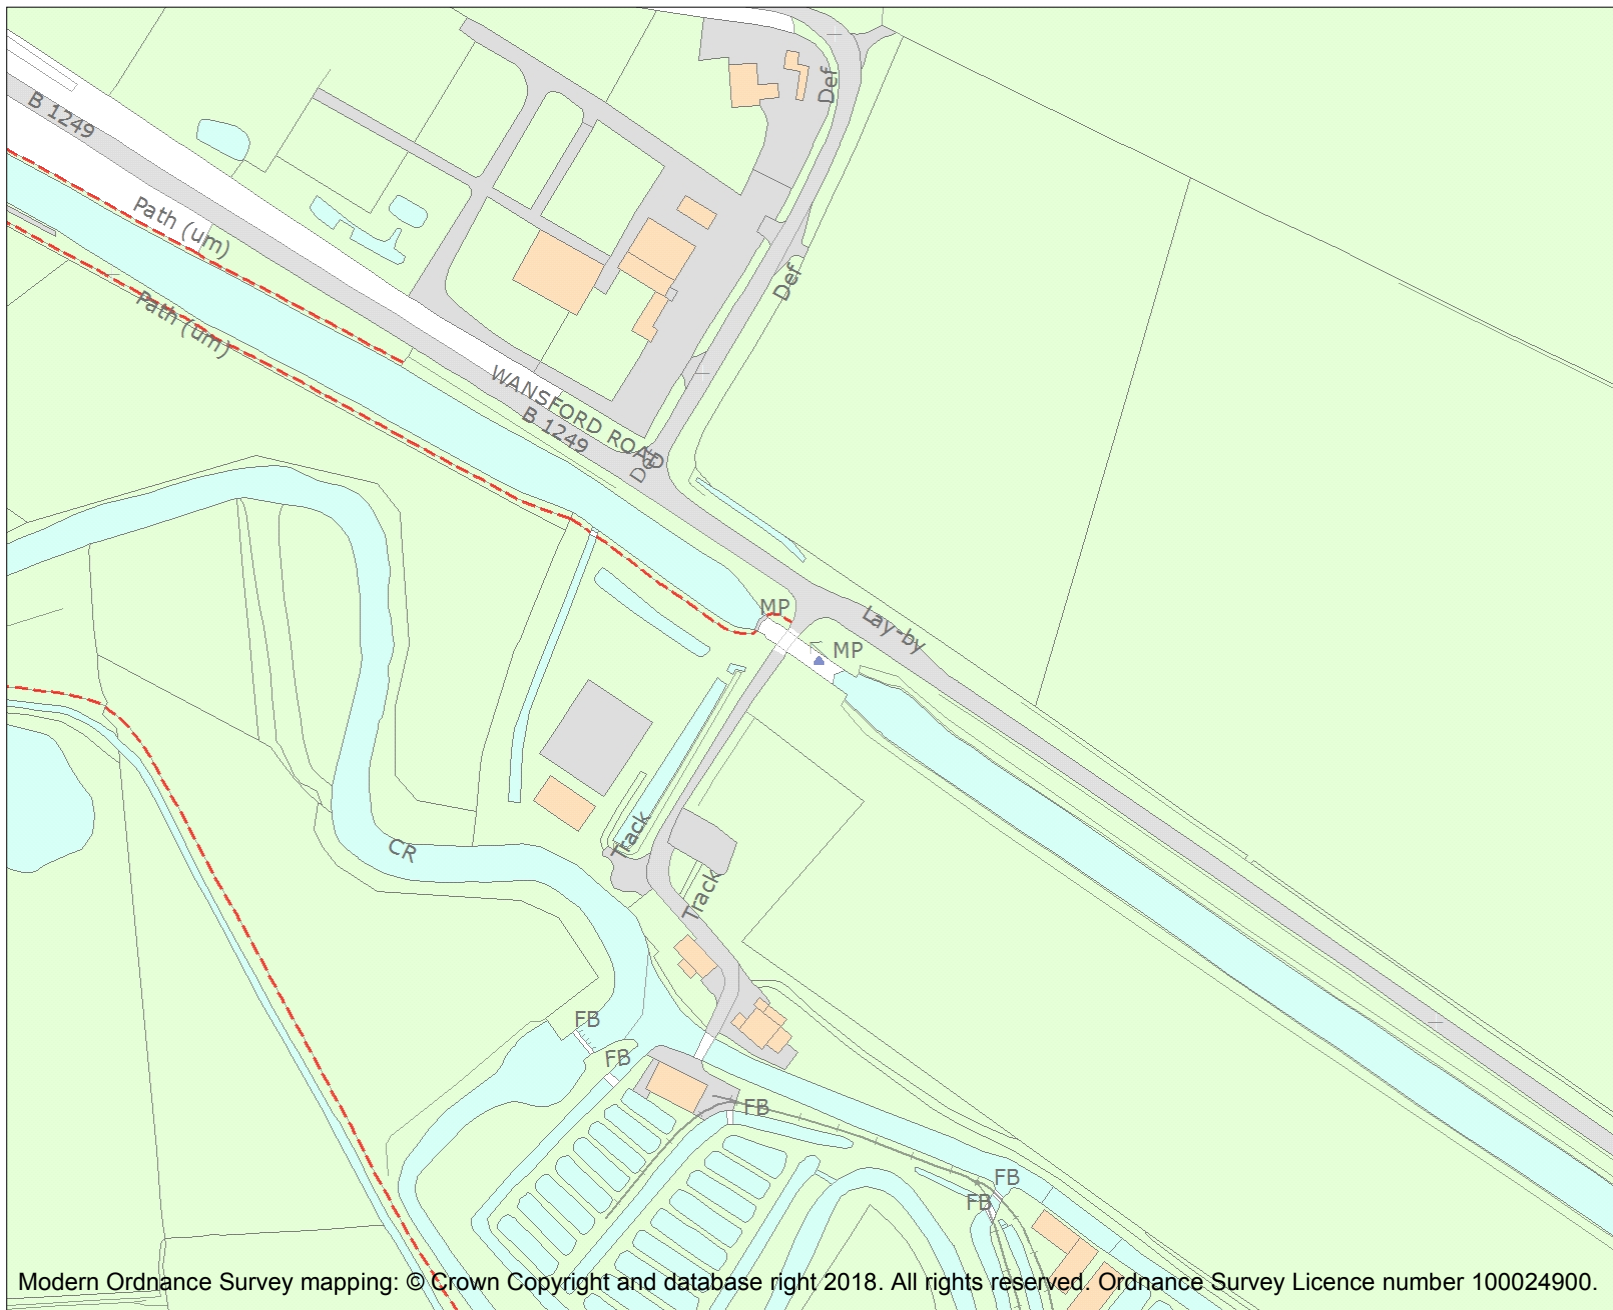 Def
B 1249
Path (um)
Def
Path (um)
WANSFORD ROAD
B 1249
Def
MP
Lay-by
MP
Track
CR
Track
FB
FB
FB
FB
FB
Modern Ordnance Survey mapping: © Crown Copyright and database right 2018. All rights reserved. Ordnance Survey Licence number 100024900.